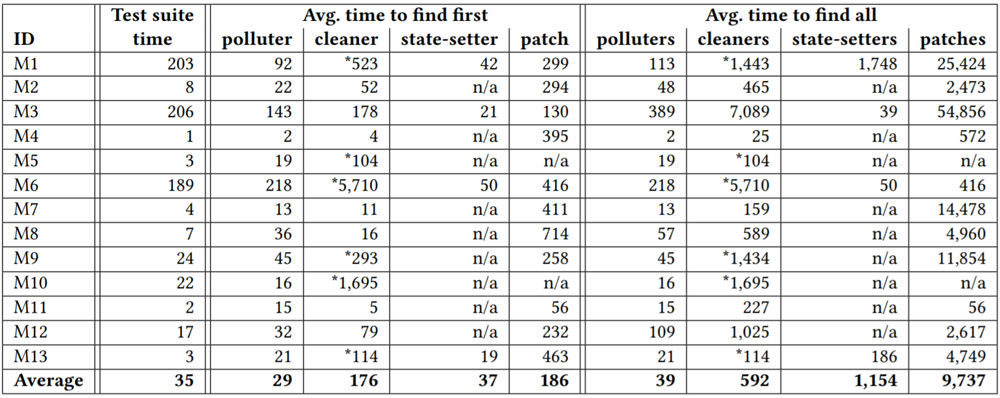 Test suite Avg. time to find first Avg. time to find all
ID time polluter cleaner state-setter patch polluters cleaners state-setters patches
M1 203 92 *523 42 299 113 *1,443 1,748 25,424
M2 8 22 52 n/a 294 48 465 n/a 2,473
M3 206 143 178 21 130 389 7,089 39 54,856
M4 1 2 4 n/a 395 2 25 n/a 572
M5 3 19 *104 n/a n/a 19 *104 n/a n/a
M6 189 218 *5,710 50 416 218 *5,710 50 416
M7 4 13 11 n/a 411 13 159 n/a 14,478
M8 7 36 16 n/a 714 57 589 n/a 4,960
M9 24 45 *293 n/a 258 45 *1,434 n/a 11,854
M10 22 16 *1,695 n/a n/a 16 *1,695 n/a n/a
M11 2 15 5 n/a 56 15 227 n/a 56
M12 17 32 79 n/a 232 109 1,025 n/a 2,617
M13 3 21 *114 19 463 21 *114 186 4,749
Average 35 29 176 37 186 39 592 1,154 9,737